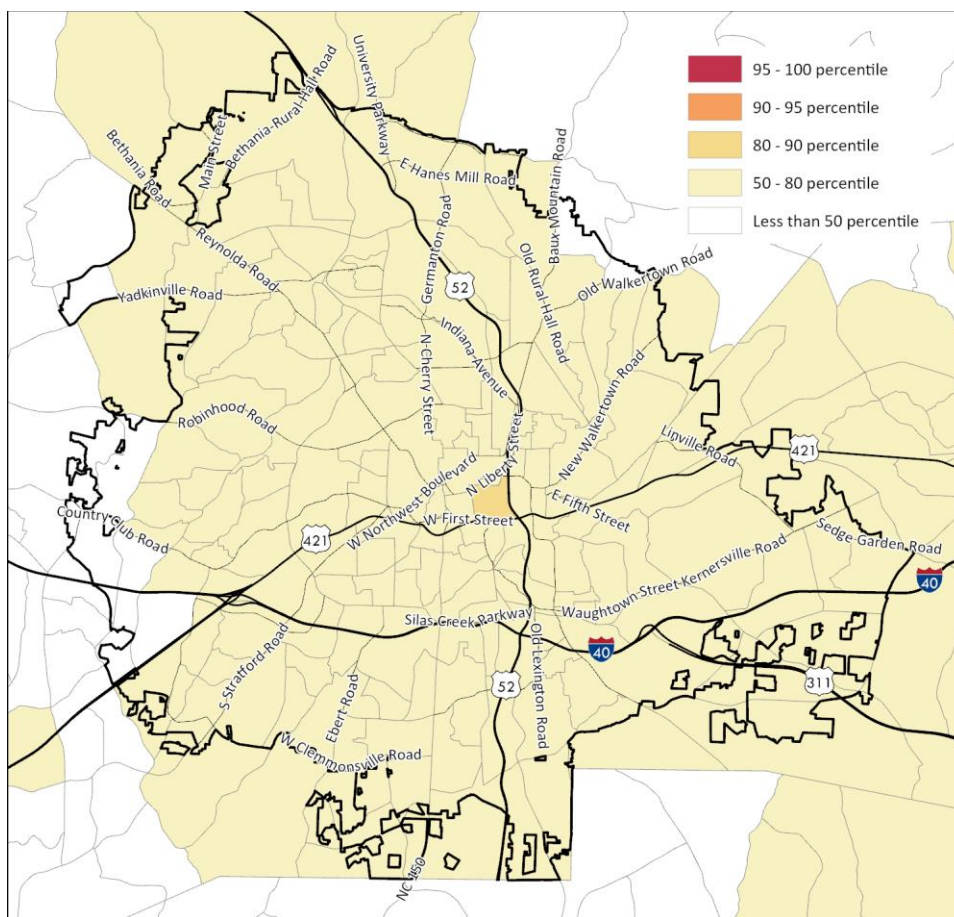 95 - 100 percentile
90 - 95 percentile
80 - 90 percentile
50 - 80 percentile
Less than 50 percentile
University Parkway
Bethania-Rural-Hall Road
Main Street
Bethania Road
E Hanes Mill Road
Baux Mountain Road
Reynolda Road
Germanton Road
Old Rural Hall Road
Old Walkertown Road
Yadkinville Road
52
Indiana Avenue
N Cherry Street
New Walkertown Road
Robinhood Road
Linville Road
421
N Liberty Street
W Northwest Boulevard
E Fifth Street
W First Street
Country Club Road
421
Sedge Garden Road
Waughtown Street Kernersville Road
40
Silas Creek Parkway
40
Old Lexington Road
S Stratford Road
52
311
Ebert Road
W Clemmonsville Road
NC 150